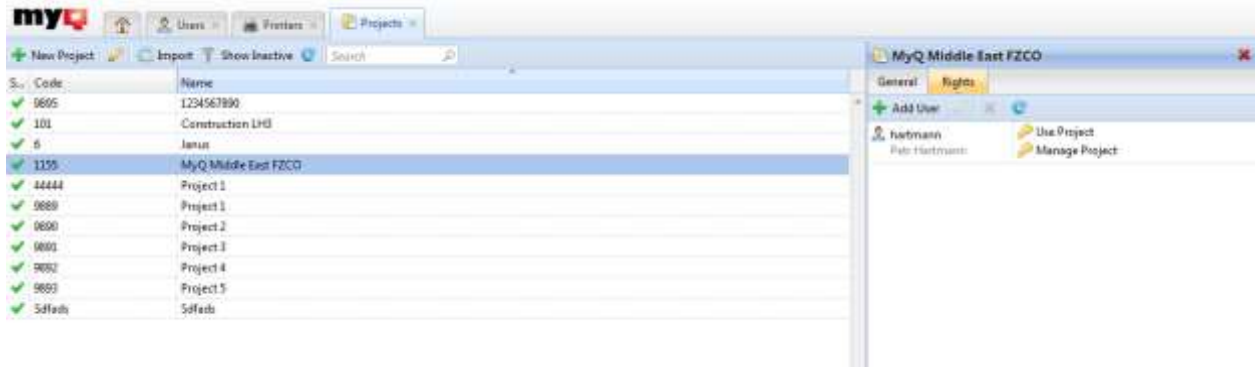 myQ
Users
Printers
Projects
New Project
Import
Show Inactive
Search
S... Code Name
9895 1234567890
101 Construction LH3
6 Janus
1155 MyQ Middle East FZCO
44444 Project 1
9889 Project 1
9890 Project 2
9891 Project 3
9892 Project 4
9893 Project 5
Sdfads Sdfads
MyQ Middle East FZCO
General Rights
Add User
hartmann Use Project
Petr Hartmann Manage Project